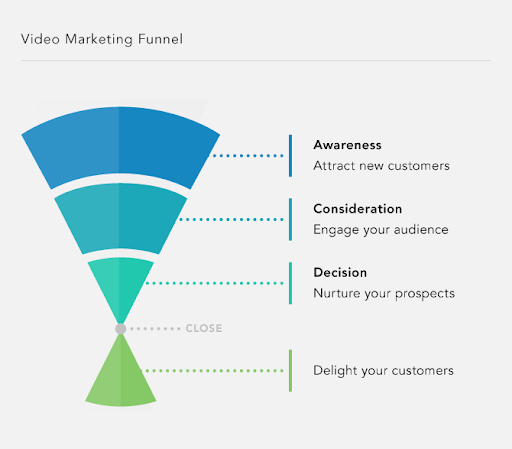 Video Marketing Funnel
Awareness
Attract new customers
Consideration
Engage your audience
Decision
Nurture your prospects
CLOSE
Delight your customers